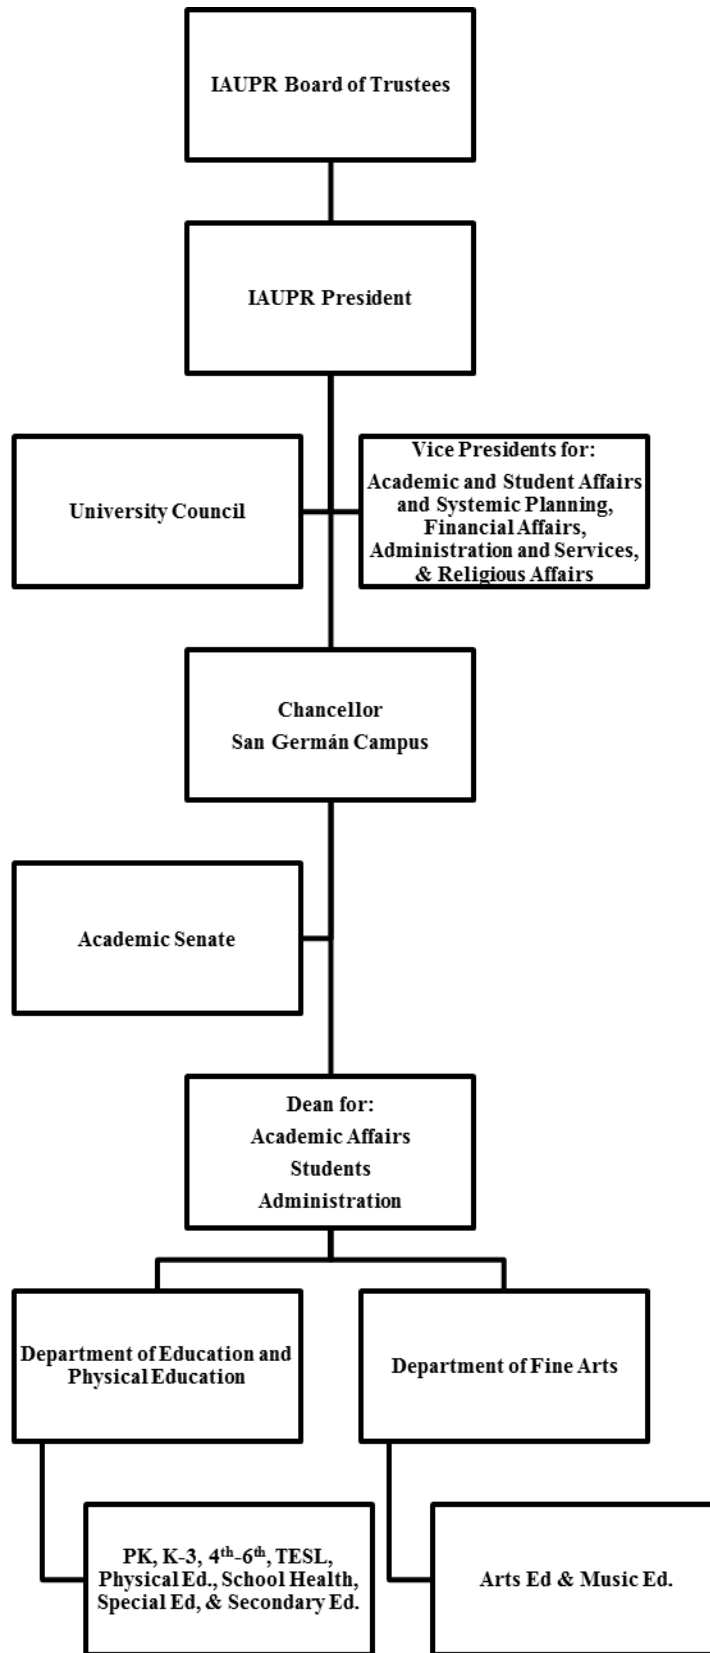 IAUPR Board of Trustees
IAUPR President
University Council
Vice Presidents for:
Academic and Student Affairs
and Systemic Planning,
Financial Affairs,
Administration and Services,
& Religious Affairs
Chancellor
San Germán Campus
Academic Senate
Dean for:
Academic Affairs
Students
Administration
Department of Education and
Physical Education
Department of Fine Arts
PK, K-3, 4th-6th, TESL,
Physical Ed., School Health,
Special Ed, & Secondary Ed.
Arts Ed & Music Ed.